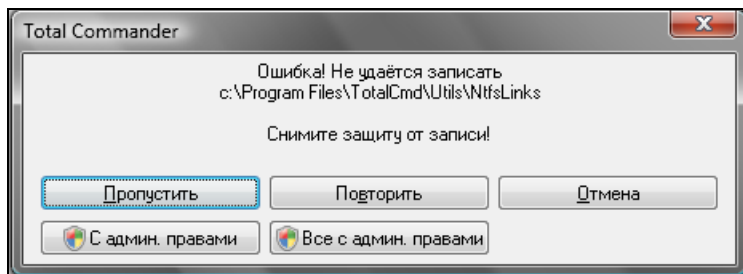 Total Commander
Ошибка! Не удаётся записать
c:\Program Files\TotalCmd\Utils\NtfsLinks
Снимите защиту от записи!
Пропустить Повторить Отмена
С админ. правами Все с админ. правами